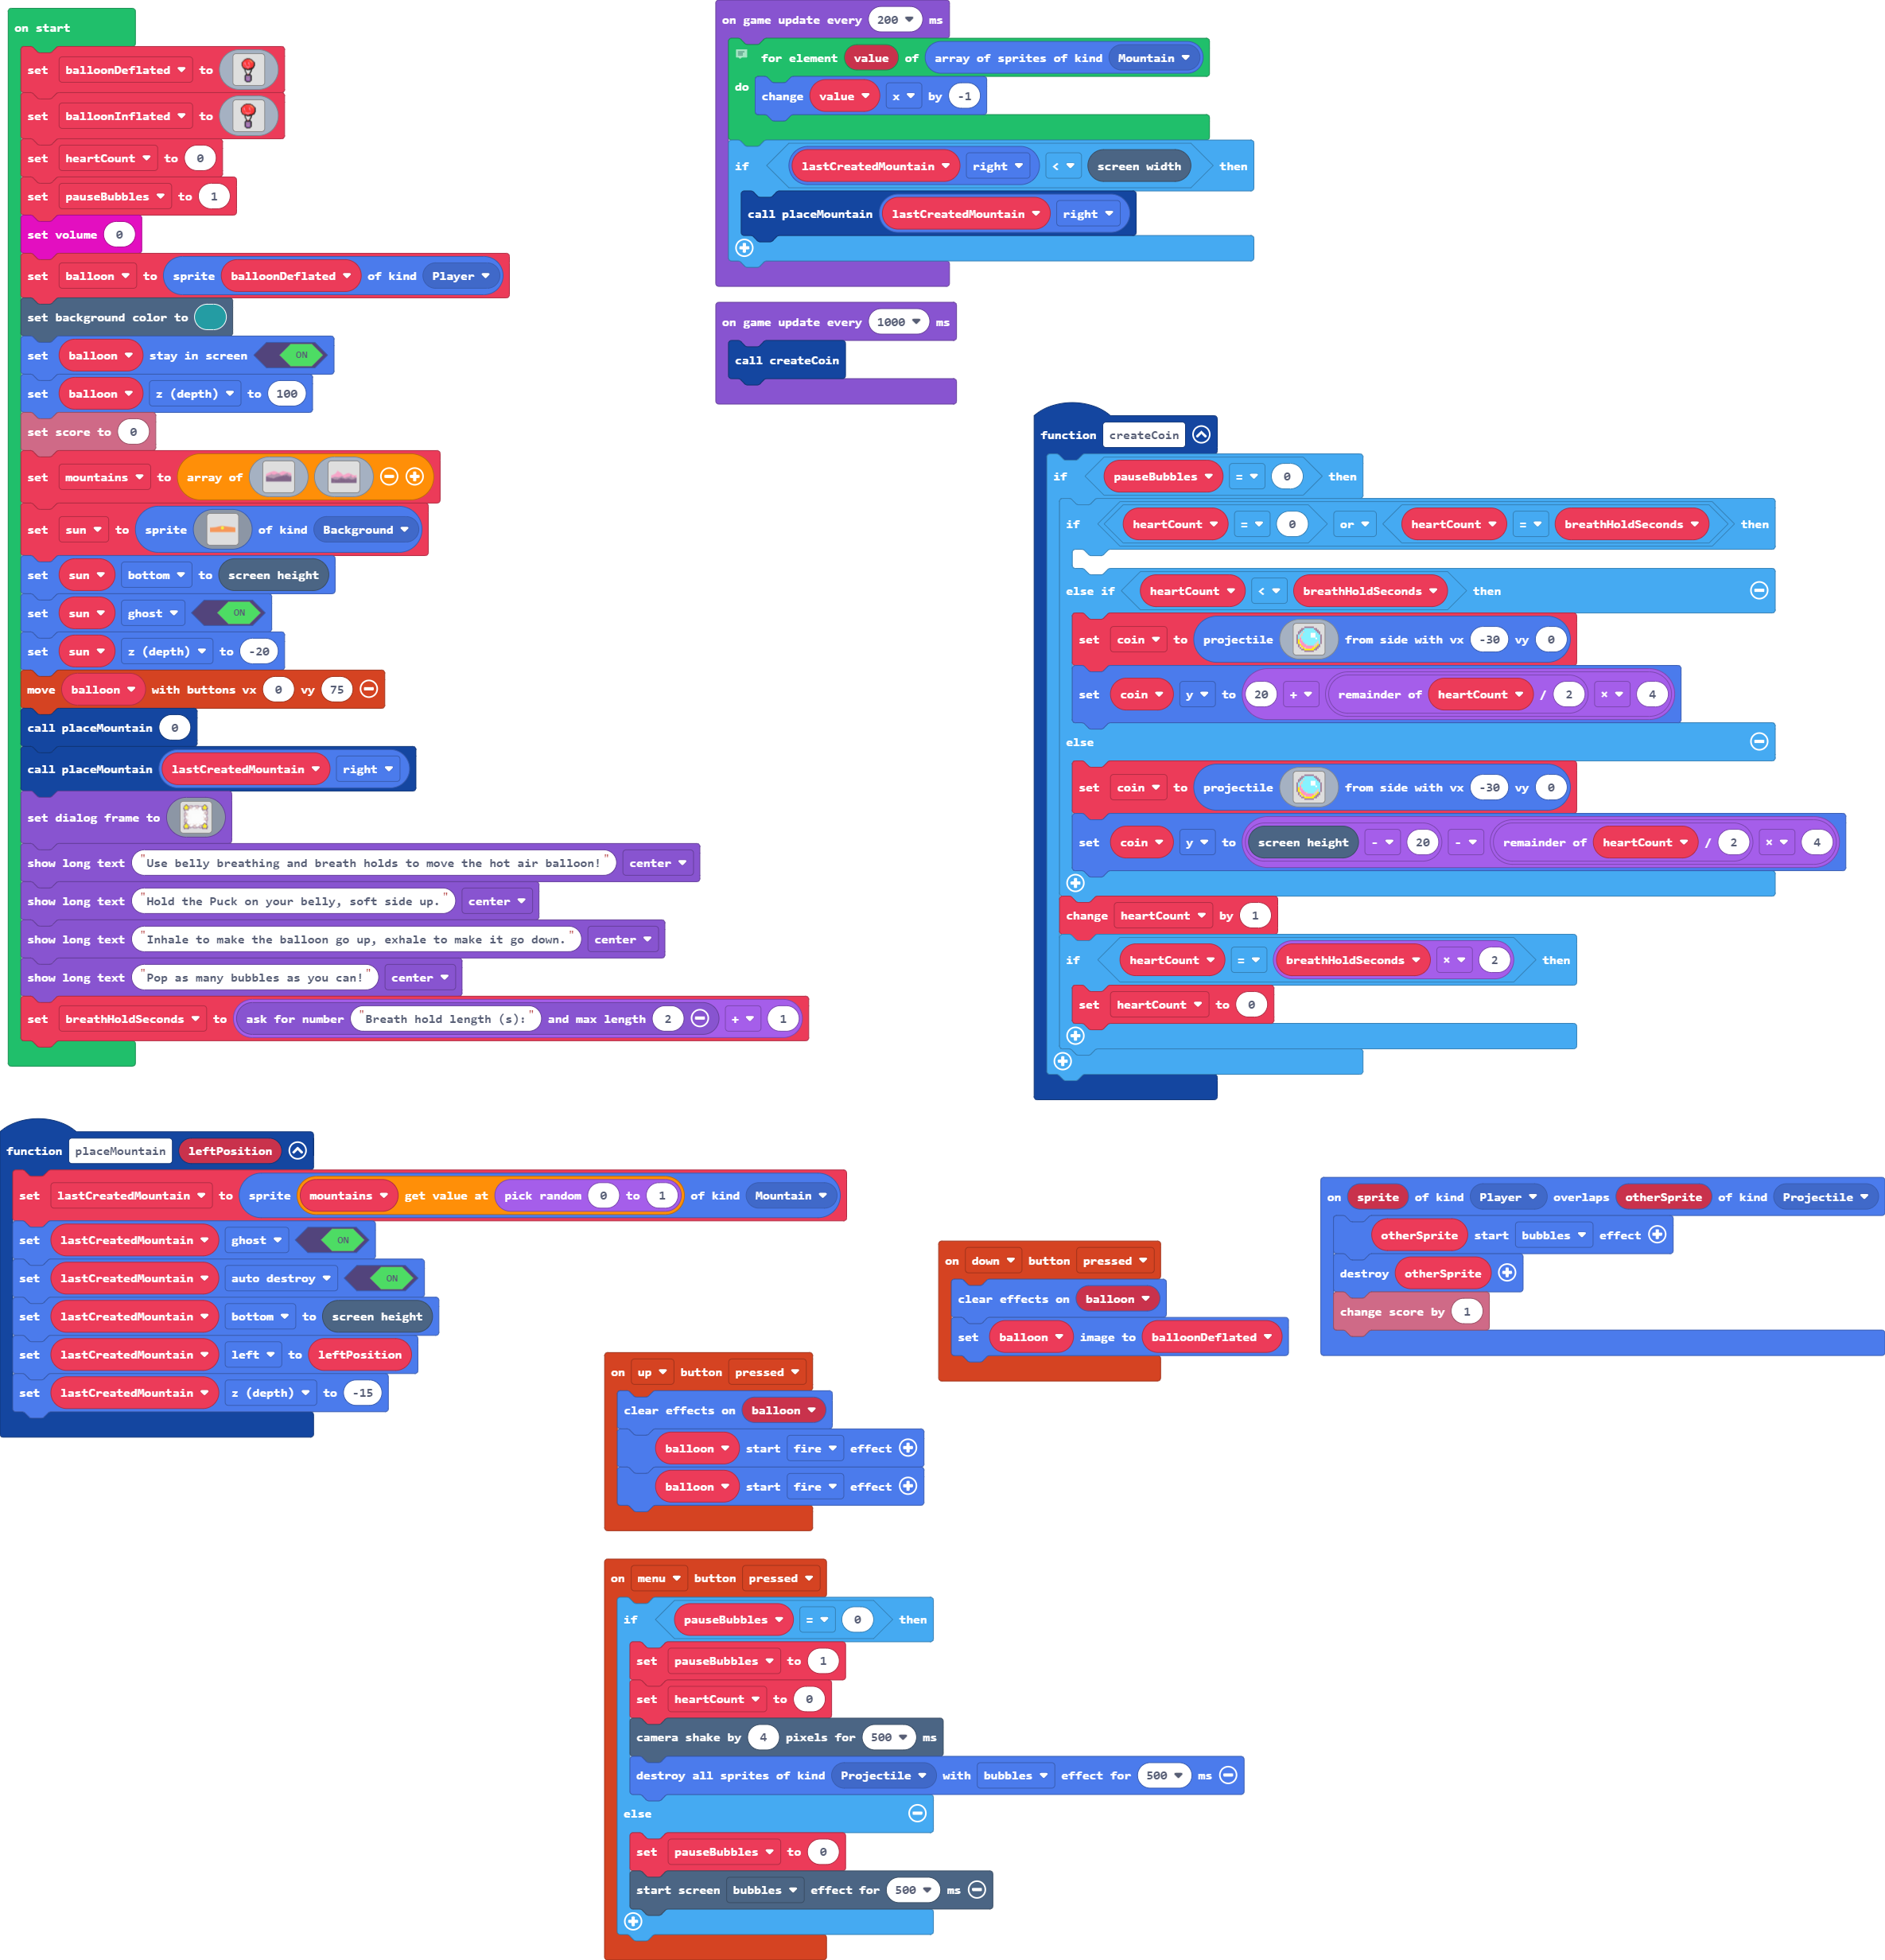 on start
set balloonDeflated to
set balloonInflated to
set heartCount to 0
set pauseBubbles to 1
set volume 0
set balloon to sprite balloonDeflated of kind Player
set background color to
set balloon stay in screen ON
set balloon z (depth) to 100
set score to 0
set mountains to array of
set sun to sprite of kind Background
set sun bottom to screen height
set sun ghost ON
set sun z (depth) to -20
move balloon with buttons vx 0 vy 75
call placeMountain 0
call placeMountain lastCreatedMountain right
set dialog frame to
show long text "Use belly breathing and breath holds to move the hot air balloon!" center
show long text "Hold the Puck on your belly, soft side up." center
show long text "Inhale to make the balloon go up, exhale to make it go down." center
show long text "Pop as many bubbles as you can!" center
set breathHoldSeconds to ask for number "Breath hold length (s):" and max length 2 + 1
on game update every 200 ms
for element value of array of sprites of kind Mountain
do change value x by -1
if lastCreatedMountain right < screen width then
call placeMountain lastCreatedMountain right
on game update every 1000 ms
call createCoin
function createCoin
if pauseBubbles = 0 then
if heartCount = 0 or heartCount = breathHoldSeconds then
else if heartCount < breathHoldSeconds then
set coin to projectile from side with vx -30 vy 0
set coin y to 20 + remainder of heartCount / 2 × 4
else
set coin to projectile from side with vx -30 vy 0
set coin y to screen height - 20 - remainder of heartCount / 2 × 4
change heartCount by 1
if heartCount = breathHoldSeconds × 2 then
set heartCount to 0
function placeMountain leftPosition
set lastCreatedMountain to sprite mountains get value at pick random 0 to 1 of kind Mountain
set lastCreatedMountain ghost ON
set lastCreatedMountain auto destroy ON
set lastCreatedMountain bottom to screen height
set lastCreatedMountain left to leftPosition
set lastCreatedMountain z (depth) to -15
on up button pressed
clear effects on balloon
balloon start fire effect
balloon start fire effect
on down button pressed
clear effects on balloon
set balloon image to balloonDeflated
on sprite of kind Player overlaps otherSprite of kind Projectile
otherSprite start bubbles effect
destroy otherSprite
change score by 1
on menu button pressed
if pauseBubbles = 0 then
set pauseBubbles to 1
set heartCount to 0
camera shake by 4 pixels for 500 ms
destroy all sprites of kind Projectile with bubbles effect for 500 ms
else
set pauseBubbles to 0
start screen bubbles effect for 500 ms